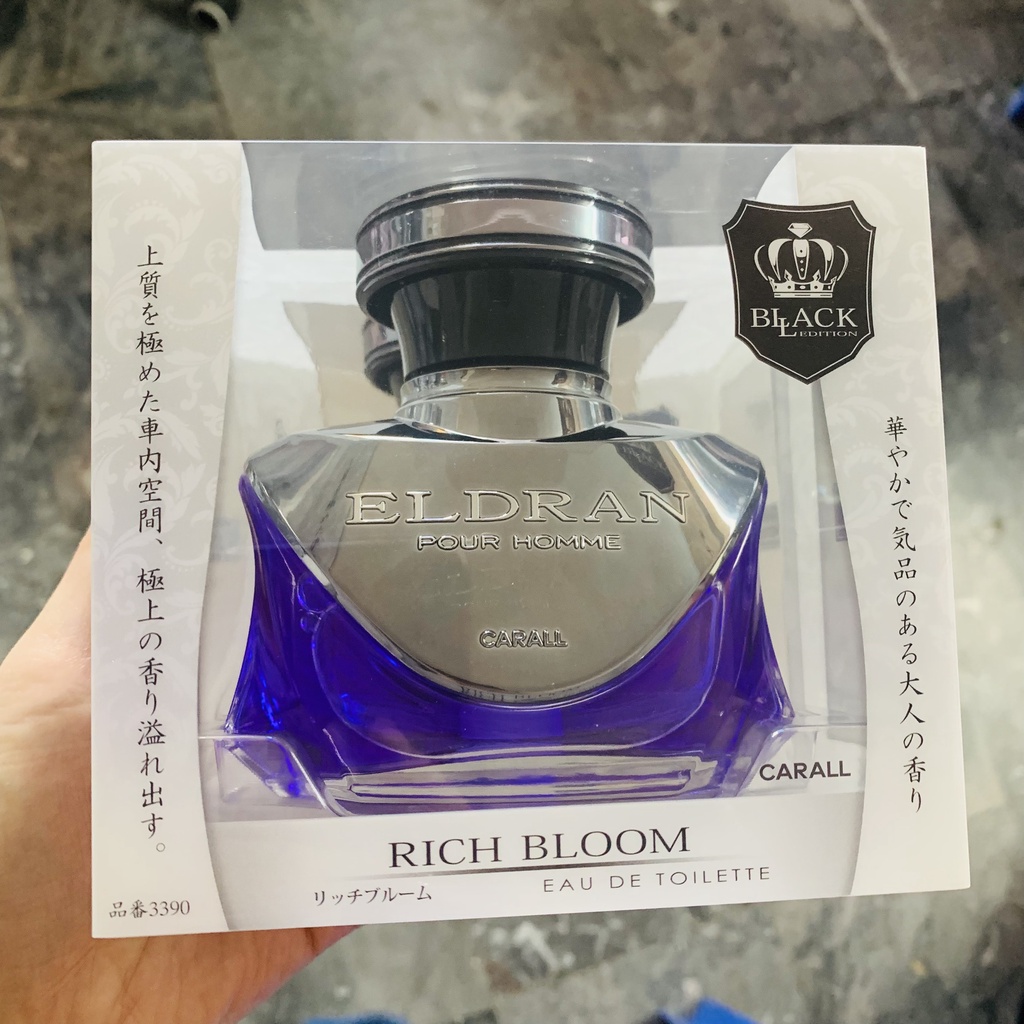 上質を極めた車内空間、極上の香り溢れ出す。
品番3390
BLLACK
EDITION
華やかで気品のある大人の香り
ELDRAN
POUR HOMME
CARALL
CARALL
RICH BLOOM
リッチブルーム
EAU DE TOILETTE